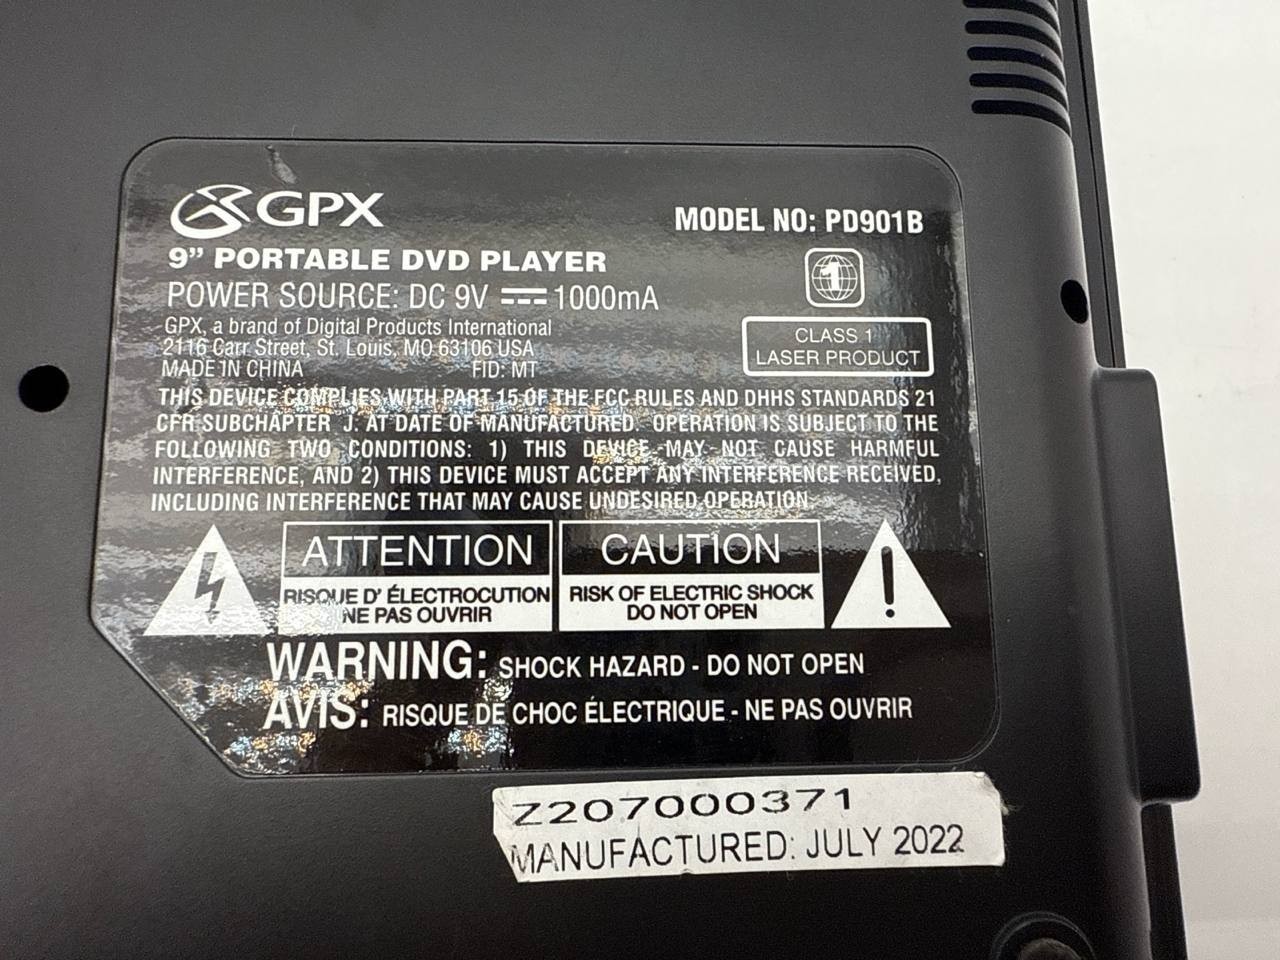 GPX
MODEL NO: PD901B
9” PORTABLE DVD PLAYER
POWER SOURCE: DC 9V ⎓ 1000mA
1
GPX, a brand of Digital Products International
2116 Carr Street, St. Louis, MO 63106 USA
MADE IN CHINA FID: MT
CLASS 1
LASER PRODUCT
THIS DEVICE COMPLIES WITH PART 15 OF THE FCC RULES AND DHHS STANDARDS 21
CFR SUBCHAPTER J. AT DATE OF MANUFACTURED. OPERATION IS SUBJECT TO THE
FOLLOWING TWO CONDITIONS: 1) THIS DEVICE MAY NOT CAUSE HARMFUL
INTERFERENCE, AND 2) THIS DEVICE MUST ACCEPT ANY INTERFERENCE RECEIVED,
INCLUDING INTERFERENCE THAT MAY CAUSE UNDESIRED OPERATION.
ATTENTION
RISQUE D' ÉLECTROCUTION
NE PAS OUVRIR
CAUTION
RISK OF ELECTRIC SHOCK
DO NOT OPEN
WARNING: SHOCK HAZARD - DO NOT OPEN
AVIS: RISQUE DE CHOC ÉLECTRIQUE - NE PAS OUVRIR
Z207000371
MANUFACTURED: JULY 2022